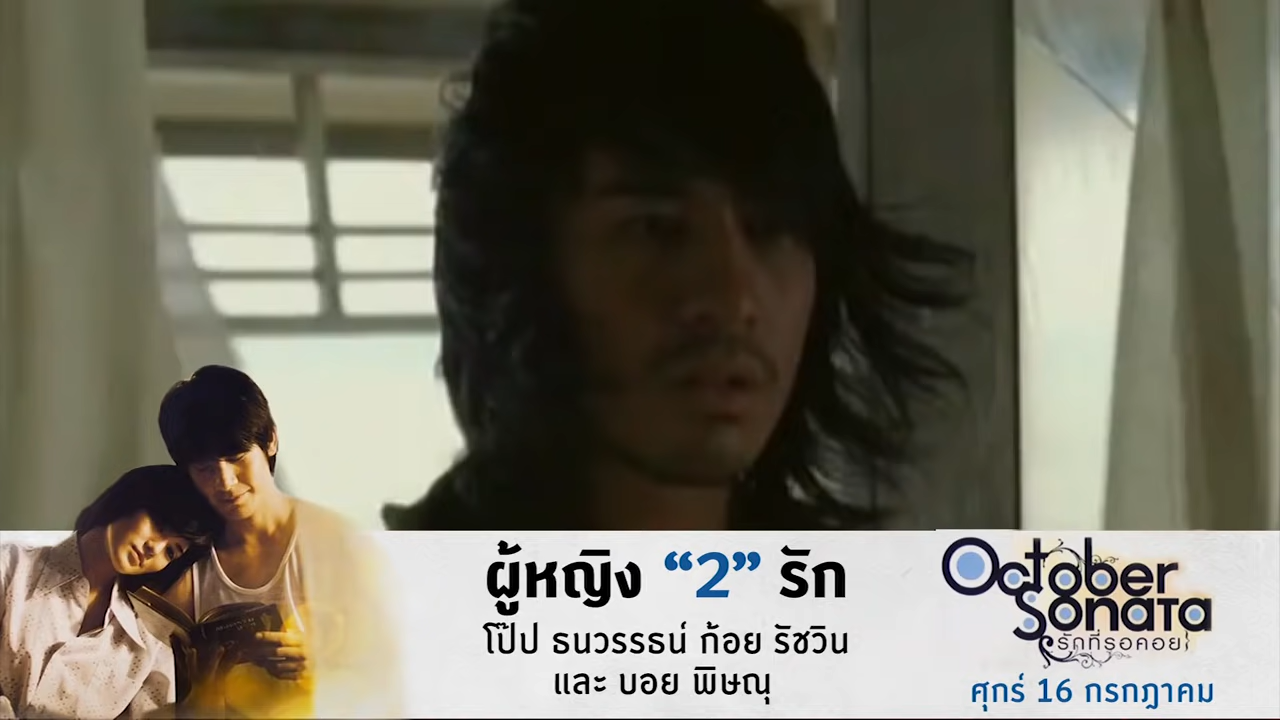 ผู้หญิง “2” รัก
โป๊ป ธนวรรธน์ ก้อย รัชวิน
และ บอย พิษณุ
October
Sonata
รักที่รอคอย
ศุกร์ 16 กรกฎาคม